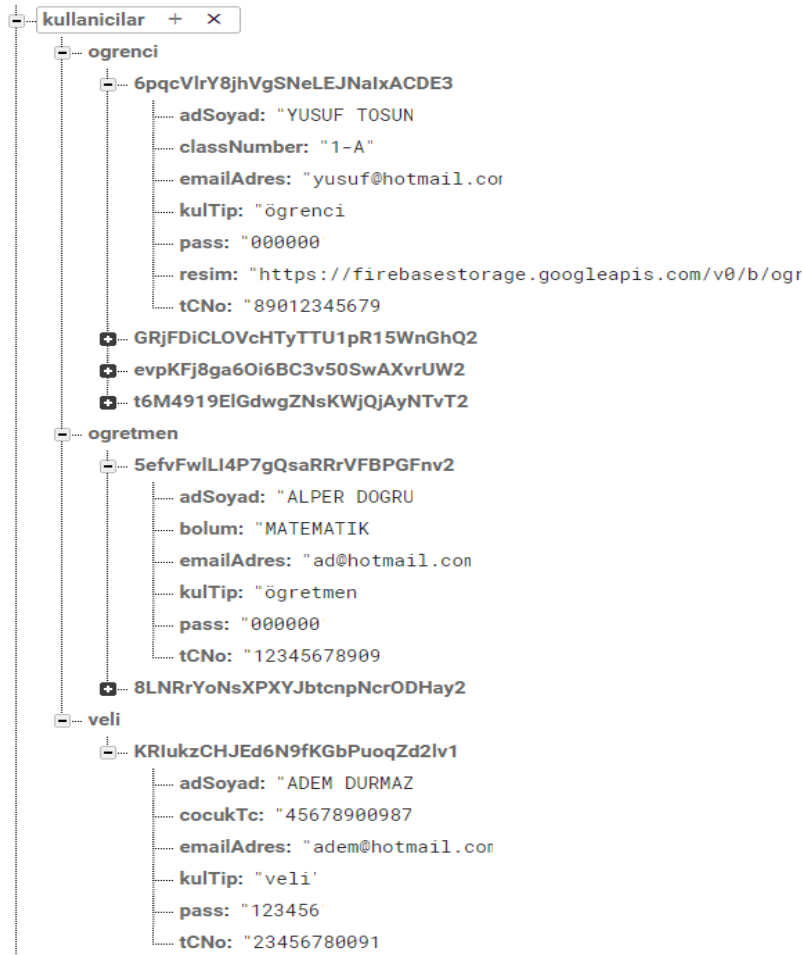 kullanicilar + ×
ogrenci
6pqcVlrY8jhVgSNeLEJNaIxACDE3
adSoyad: "YUSUF TOSUN
classNumber: "1-A"
emailAdres: "yusuf@hotmail.com
kulTip: "ögrenci
pass: "000000
resim: "https://firebasestorage.googleapis.com/v0/b/ogr
tCNo: "89012345679
GRjFDiCLOVcHTyTTU1pR15WnGhQ2
evpKFj8ga6Oi6BC3v50SwAXvrUW2
t6M4919ElGdwgZNsKWjQjAyNTvT2
ogretmen
5efvFwlLI4P7gQsaRRrVFBPGFnv2
adSoyad: "ALPER DOGRU
bolum: "MATEMATIK
emailAdres: "ad@hotmail.com
kulTip: "ögretmen
pass: "000000
tCNo: "12345678909
8LNRrYoNsXPXYJbtcnpNcrODHay2
veli
KRIukzCHJEd6N9fKGbPuoqZd2lv1
adSoyad: "ADEM DURMAZ
cocukTc: "45678900987
emailAdres: "adem@hotmail.com
kulTip: "veli'
pass: "123456
tCNo: "23456780091